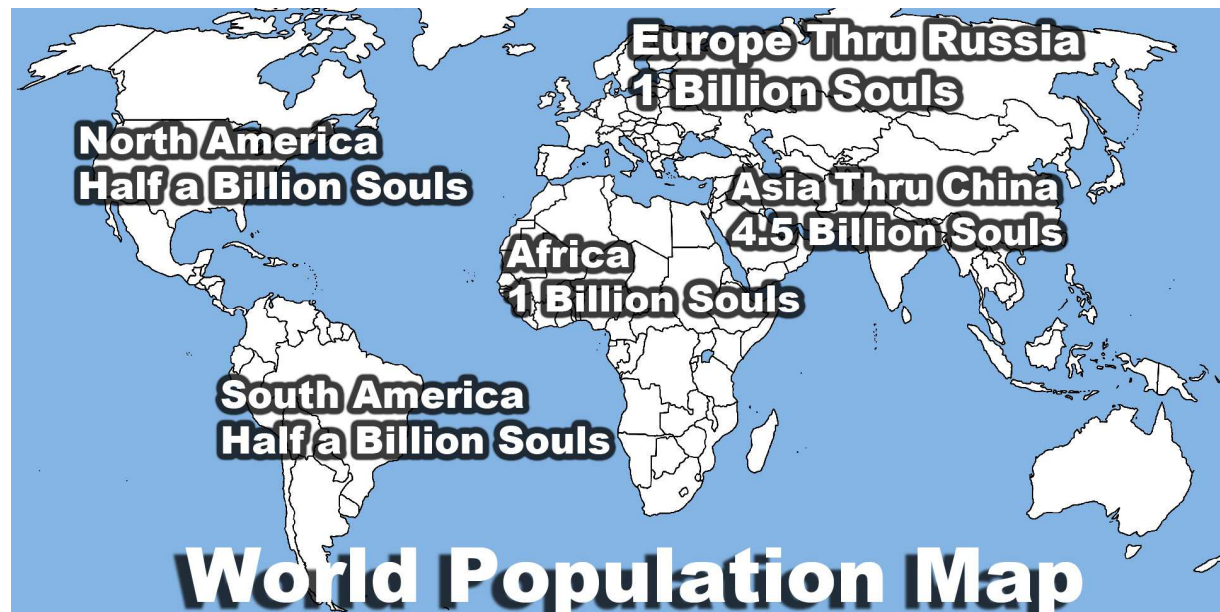 Europe Thru Russia
1 Billion Souls
North America
Half a Billion Souls
Asia Thru China
4.5 Billion Souls
Africa
1 Billion Souls
South America
Half a Billion Souls
World Population Map